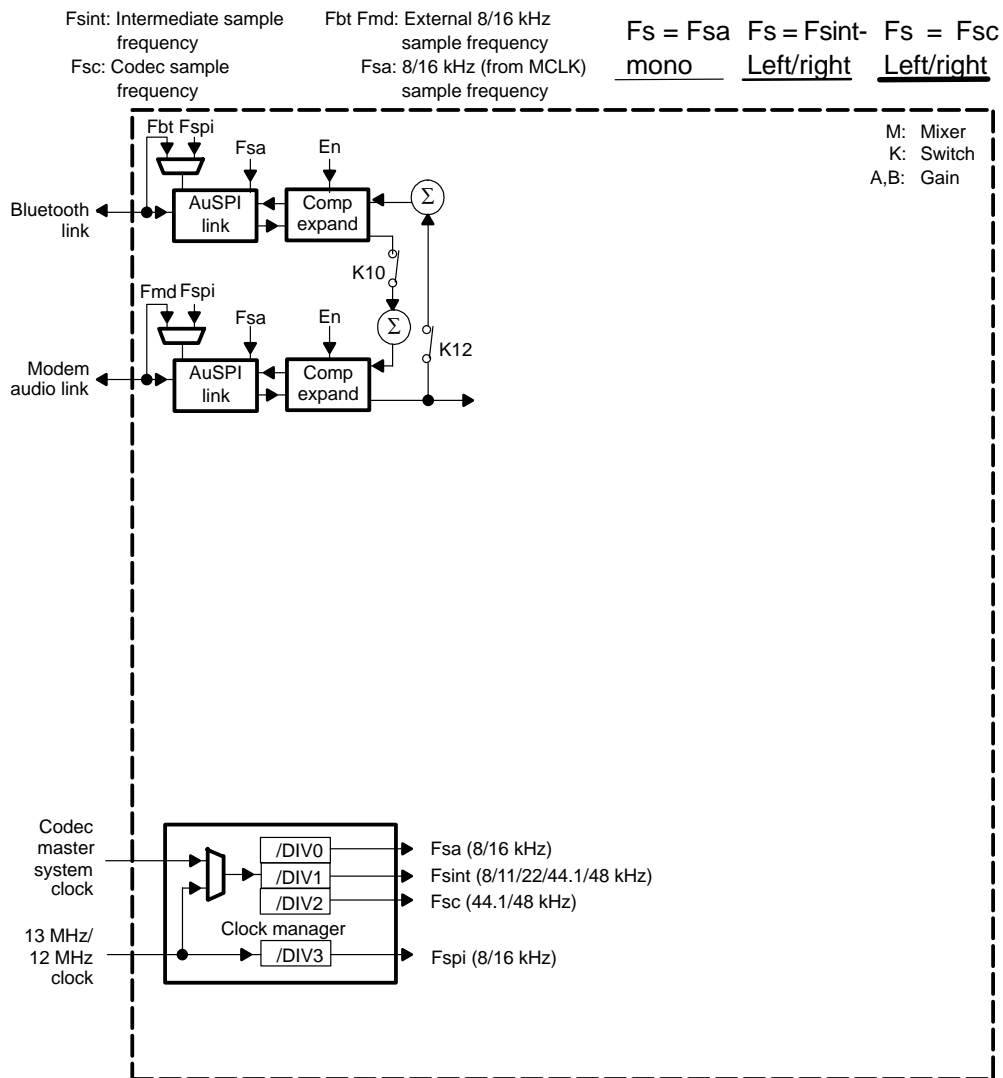 Fsint: Intermediate sample
frequency
Fsc: Codec sample
frequency
Fbt Fmd: External 8/16 kHz
sample frequency
Fsa: 8/16 kHz (from MCLK)
sample frequency
Fs = Fsa
mono
Fs = Fsint-
Left/right
Fs = Fsc
Left/right
M: Mixer
K: Switch
A,B: Gain
Fbt Fspi
Fsa
En
Bluetooth
link
AuSPI
link
Comp
expand
Σ
K10
Fmd Fspi
Fsa
En
Σ
K12
Modem
audio link
AuSPI
link
Comp
expand
Codec
master
system
clock
/DIV0
Fsa (8/16 kHz)
/DIV1
Fsint (8/11/22/44.1/48 kHz)
/DIV2
Fsc (44.1/48 kHz)
Clock manager
13 MHz/
12 MHz
clock
/DIV3
Fspi (8/16 kHz)